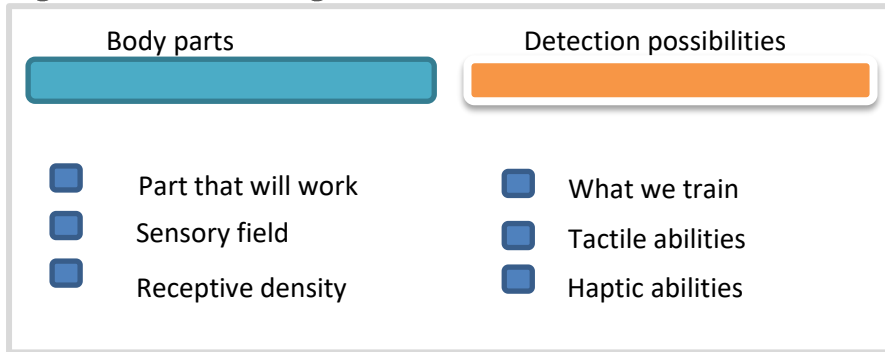 Body parts
Detection possibilities
Part that will work
Sensory field
Receptive density
What we train
Tactile abilities
Haptic abilities